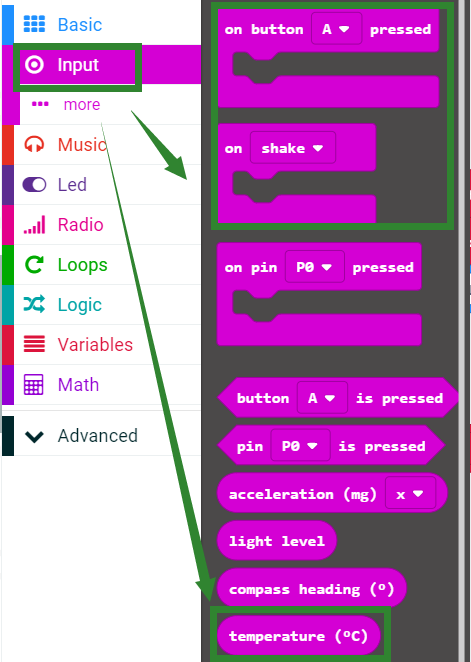 Basic
Input
more
Music
Led
Radio
Loops
Logic
Variables
Math
Advanced
on button A pressed
on shake
on pin P0 pressed
button A is pressed
pin P0 is pressed
acceleration (mg) x
light level
compass heading (º)
temperature (ºC)